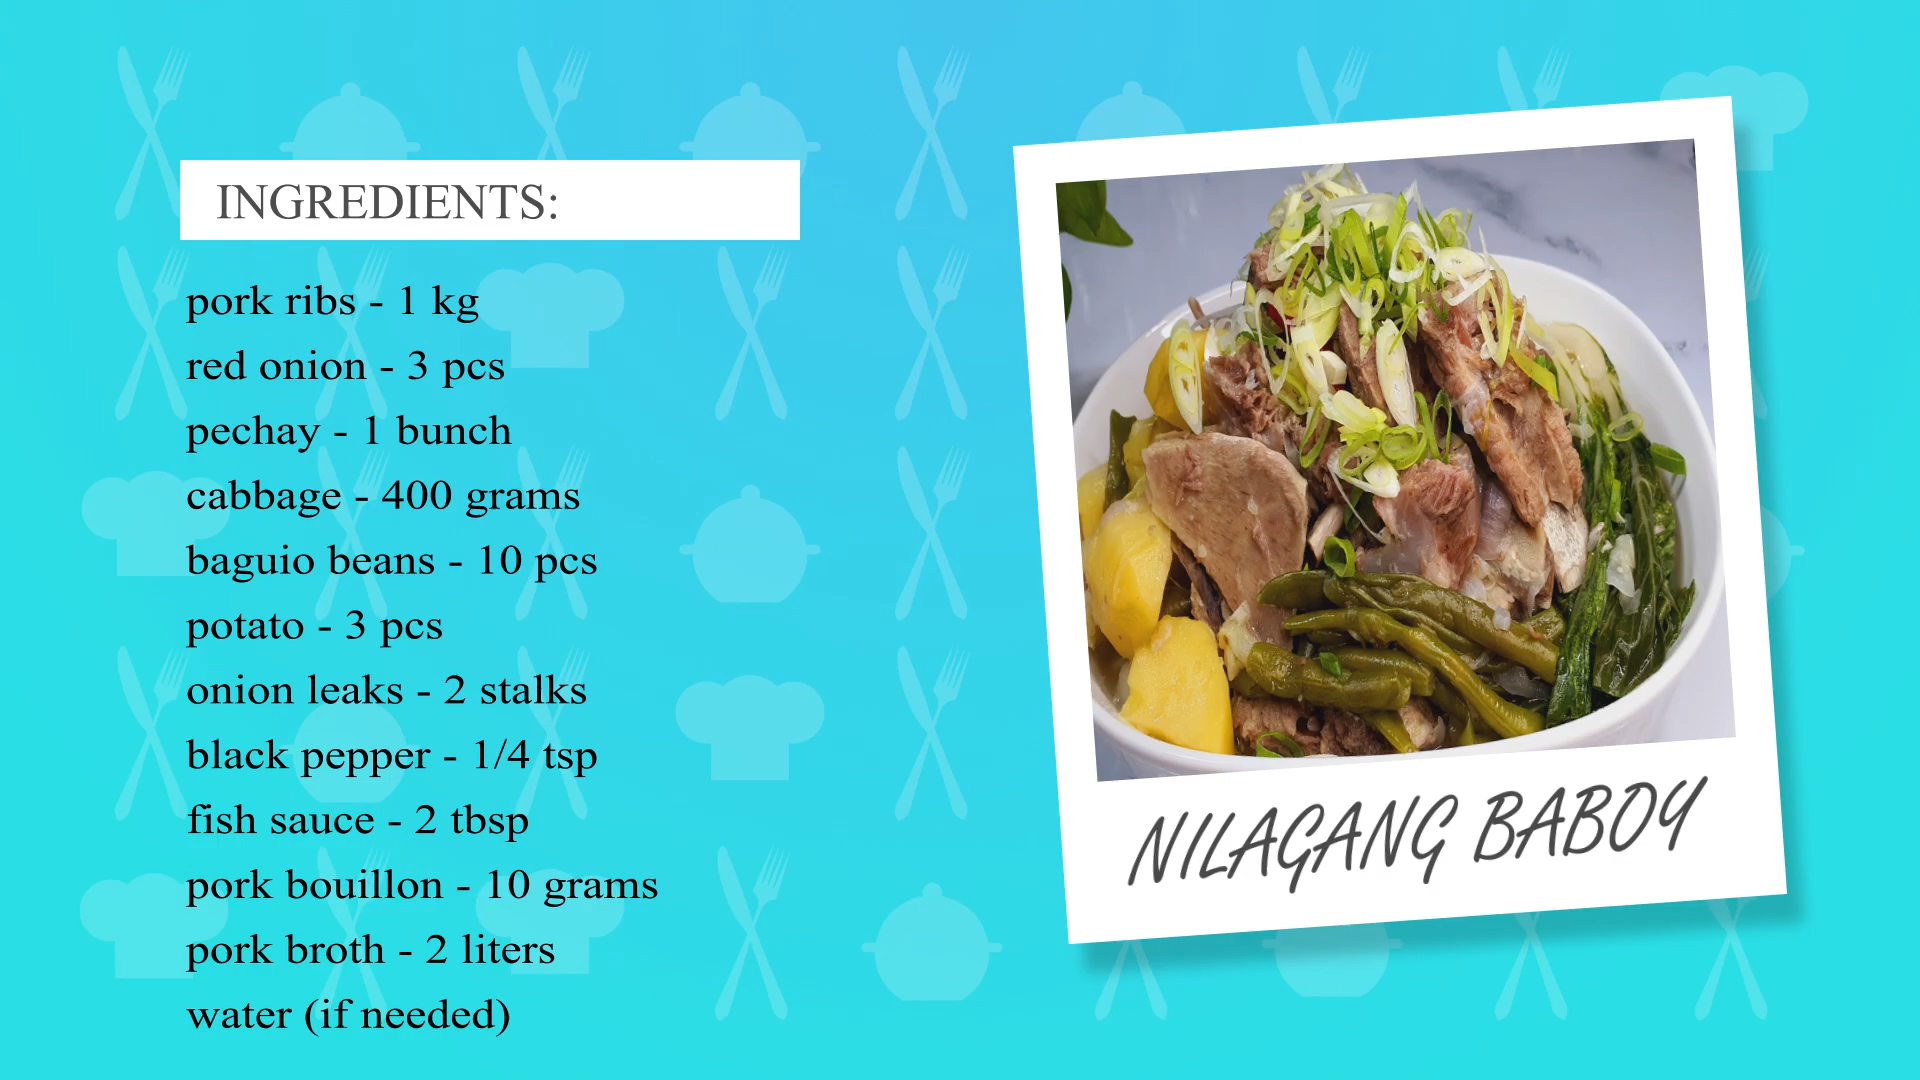 INGREDIENTS:
pork ribs - 1 kg
red onion - 3 pcs
pechay - 1 bunch
cabbage - 400 grams
baguio beans - 10 pcs
potato - 3 pcs
onion leaks - 2 stalks
black pepper - 1/4 tsp
fish sauce - 2 tbsp
pork bouillon - 10 grams
pork broth - 2 liters
water (if needed)
NILAGANG BABOY